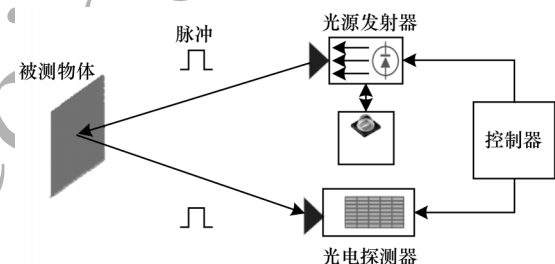 光源发射器
脉冲
被测物体
控制器
光电探测器